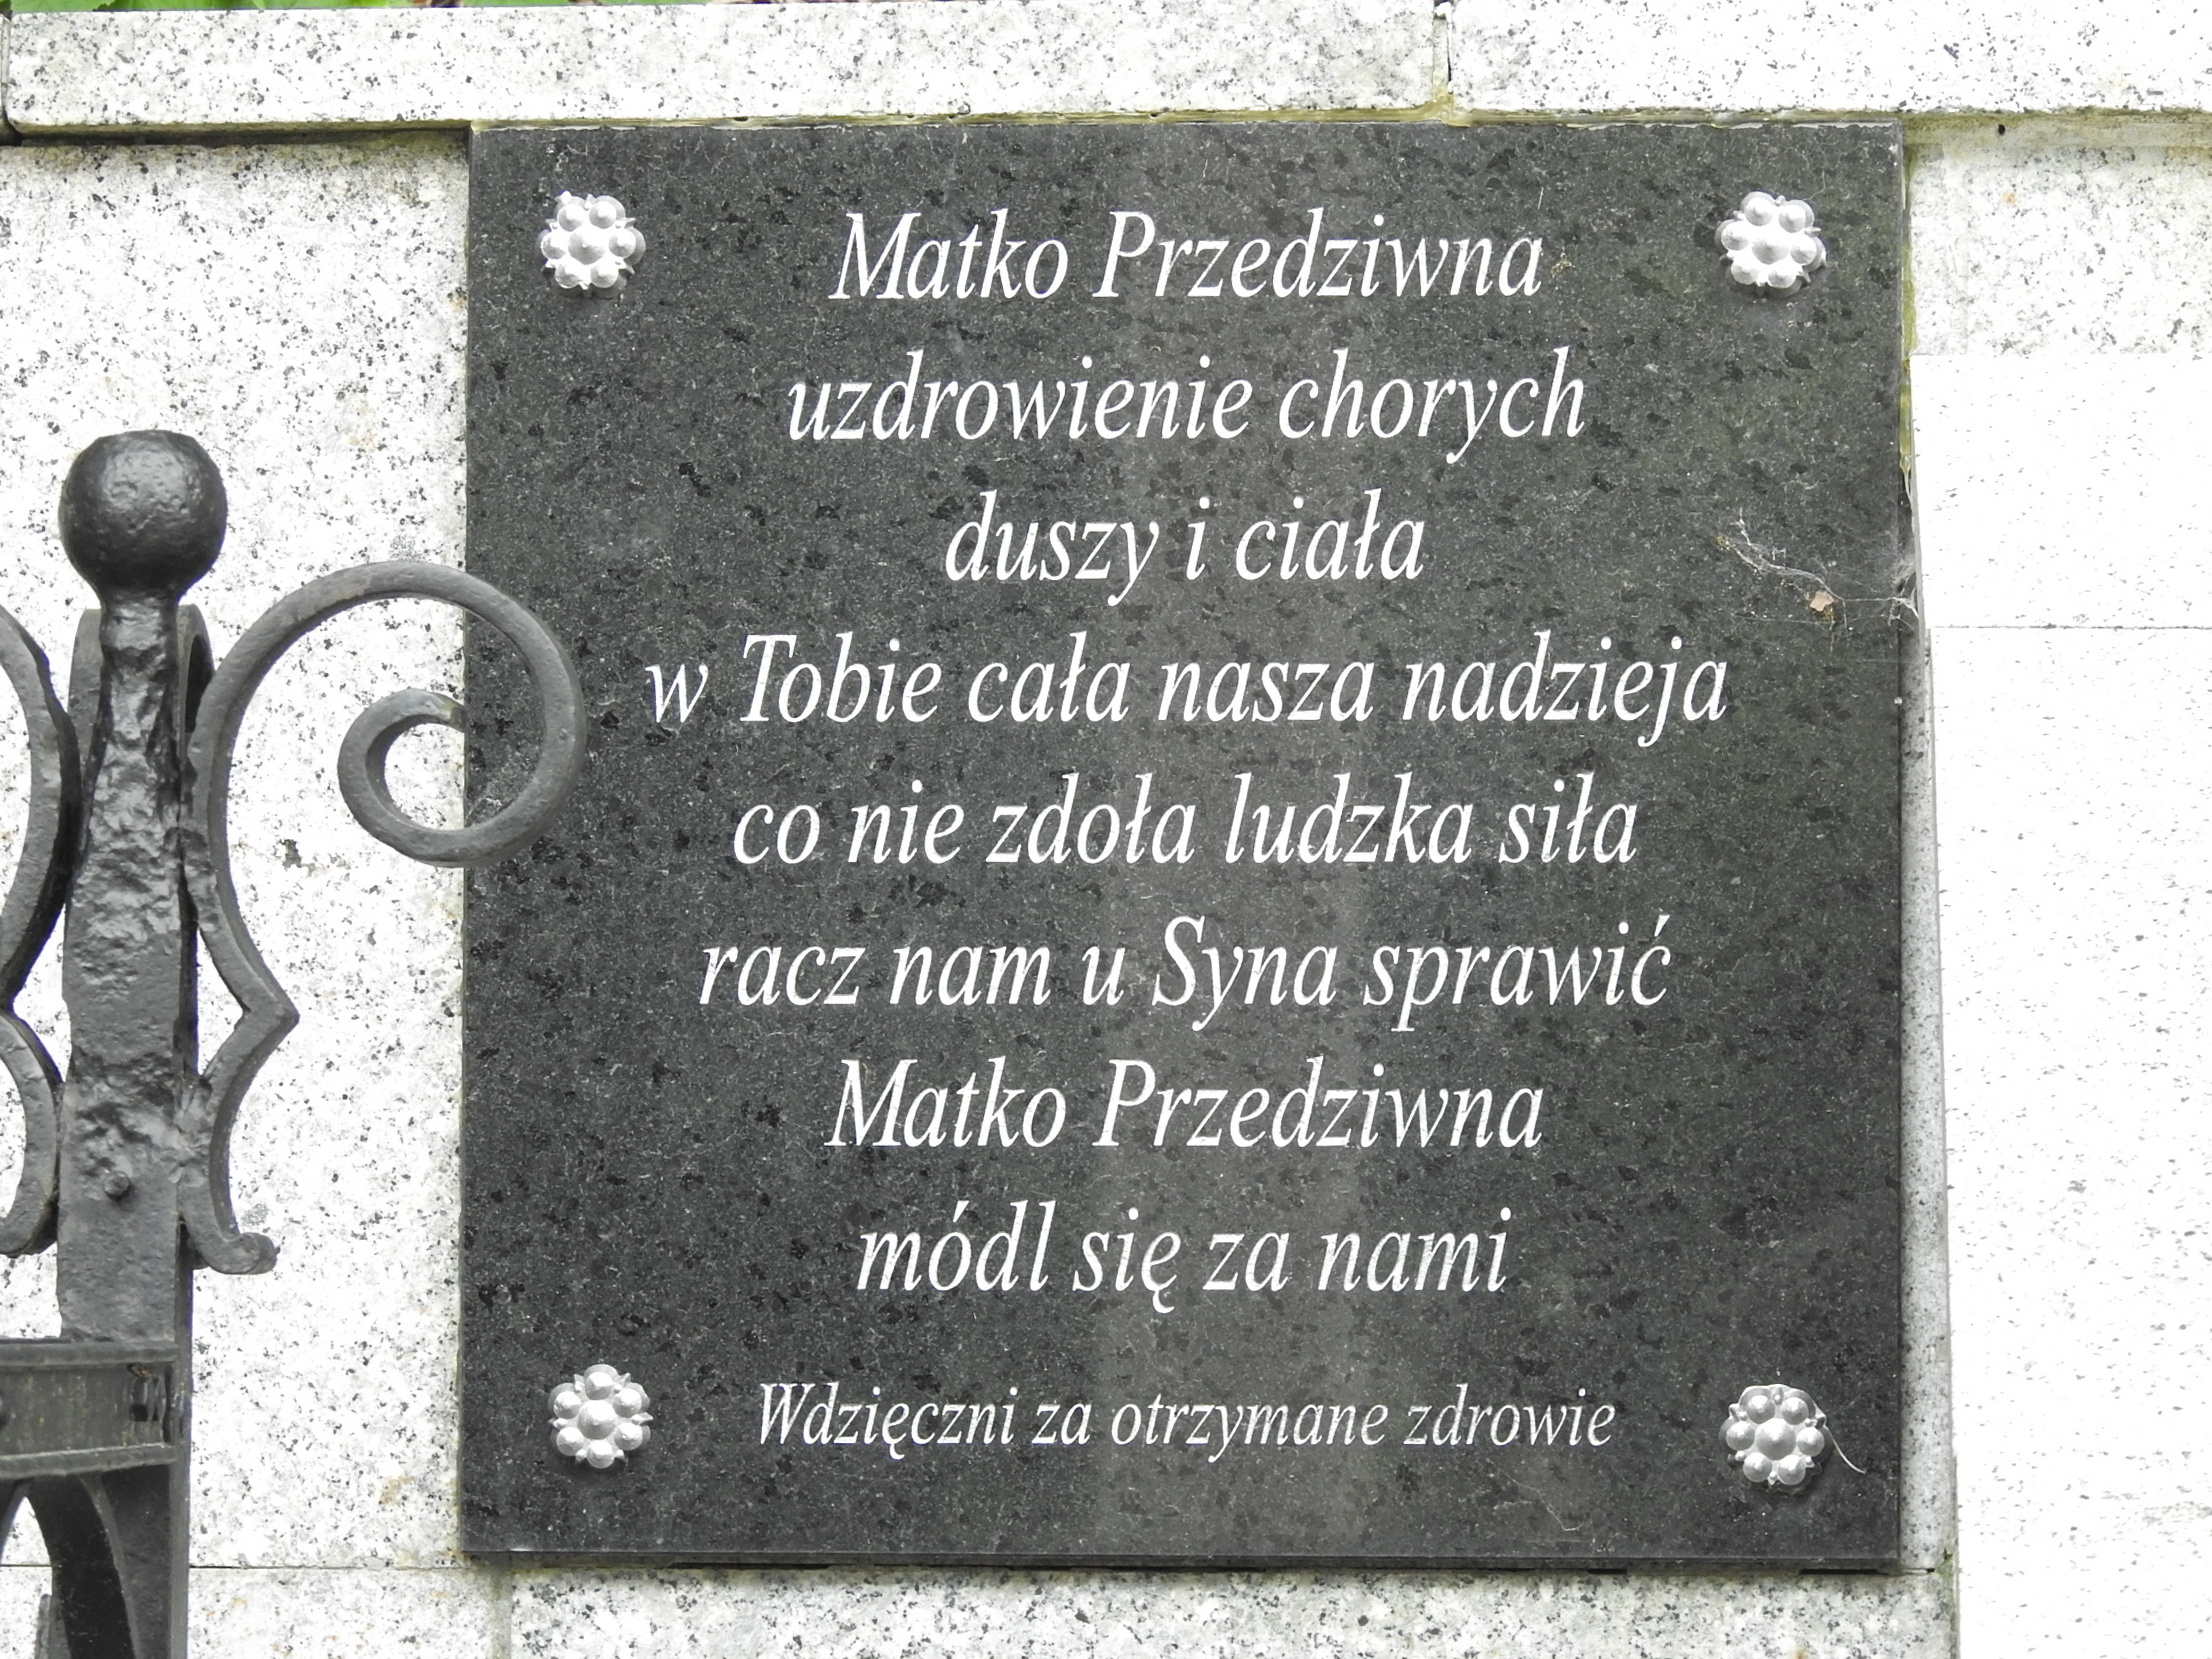 Matko Przedziwna
uzdrowienie chorych
duszy i ciała
w Tobie cała nasza nadzieja
co nie zdoła ludzka siła
racz nam u Syna sprawić
Matko Przedziwna
módl się za nami
Wdzięczni za otrzymane zdrowie